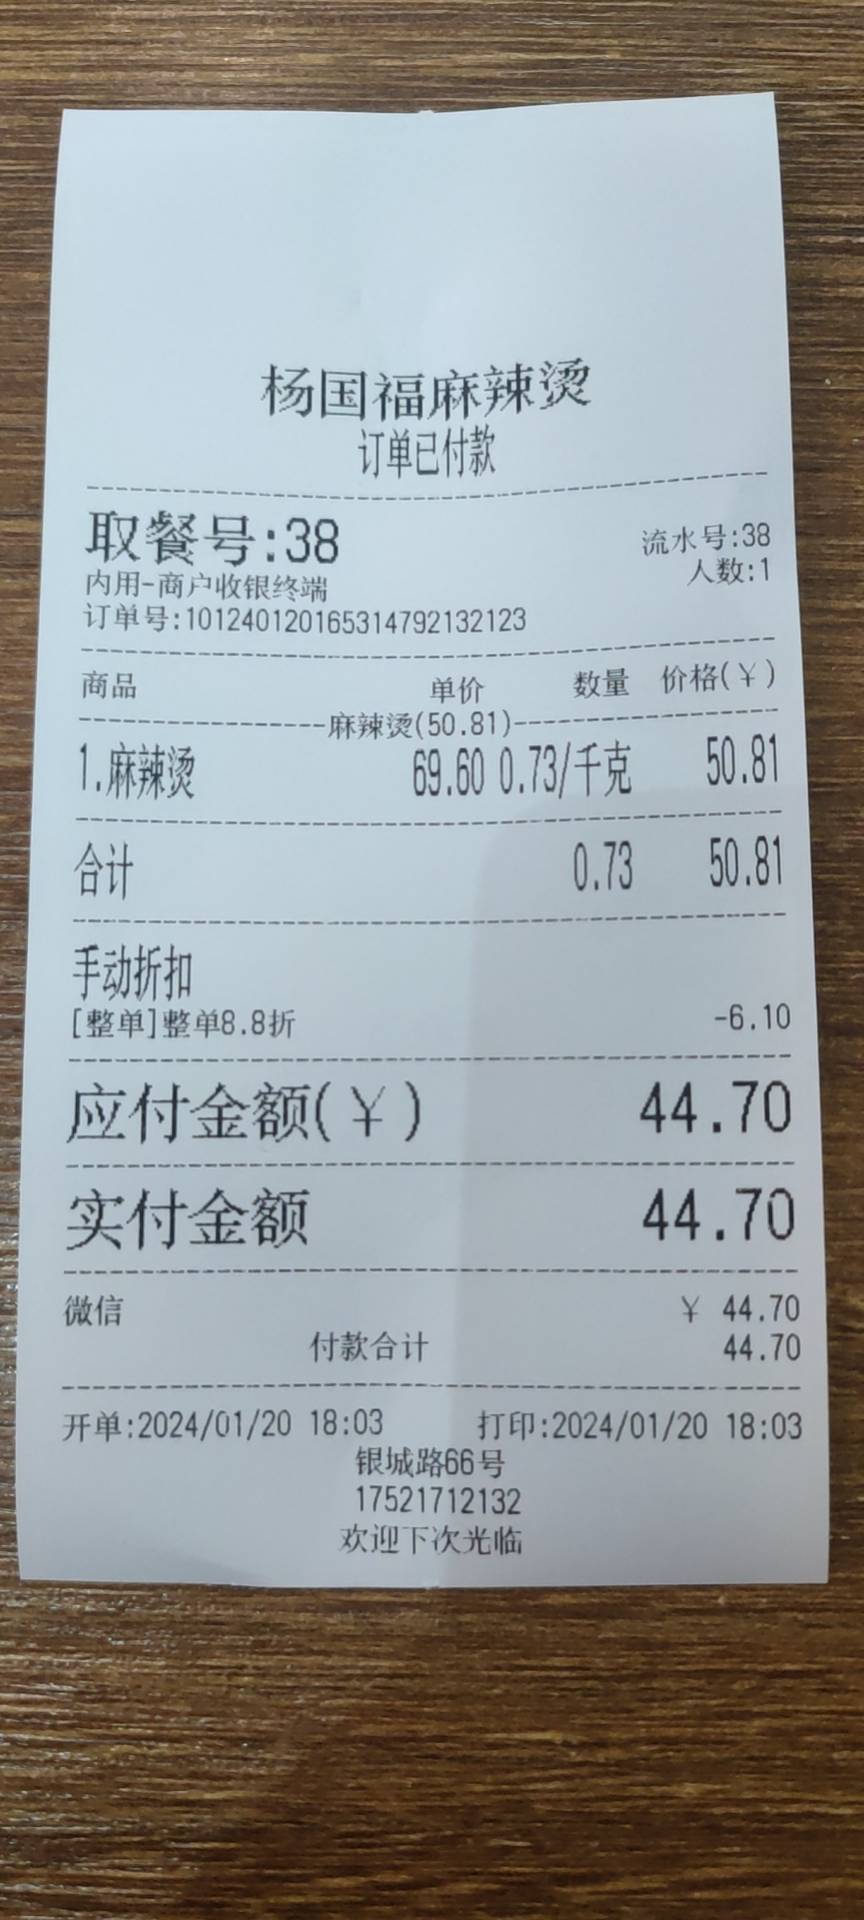 杨国福麻辣烫
订单已付款
取餐号:38 流水号:38
内用-商户收银终端 人数:1
订单号:101240120165314792132123
商品 单价 数量 价格(￥)
麻辣烫(50.81)
1.麻辣烫 69.60 0.73/千克 50.81
合计 0.73 50.81
手动折扣
[整单]整单8.8折 -6.10
应付金额(￥) 44.70
实付金额 44.70
微信 ￥ 44.70
付款合计 44.70
开单:2024/01/20 18:03 打印:2024/01/20 18:03
银城路66号
17521712132
欢迎下次光临